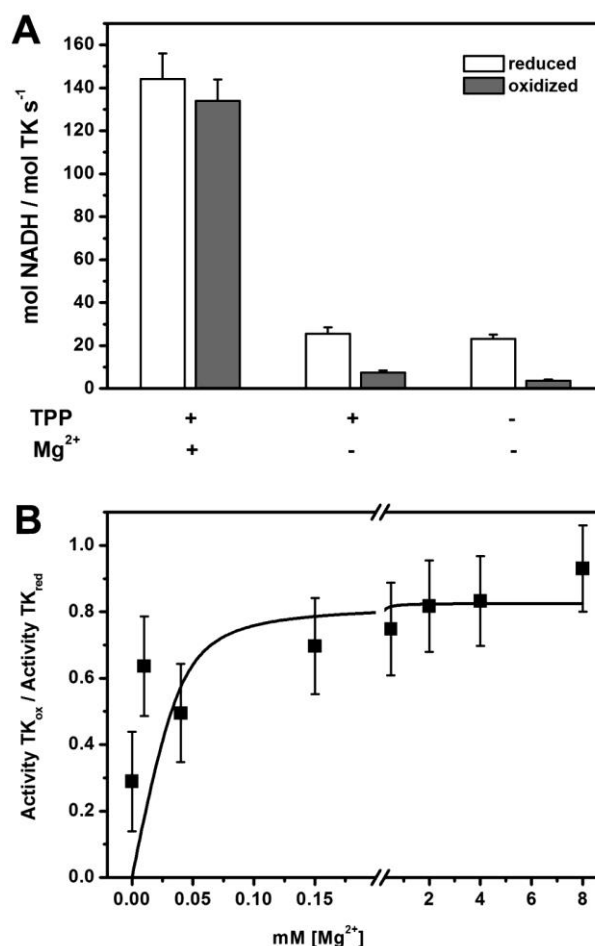 A
mol NADH / mol TK s⁻¹
160
140
120
100
80
60
40
20
0
reduced
oxidized
TPP + + -
Mg²⁺ + - -
B
Activity TKox / Activity TKred
1.0
0.8
0.6
0.4
0.2
0.0
0.00 0.05 0.10 0.15 2 4 6 8
mM [Mg²⁺]